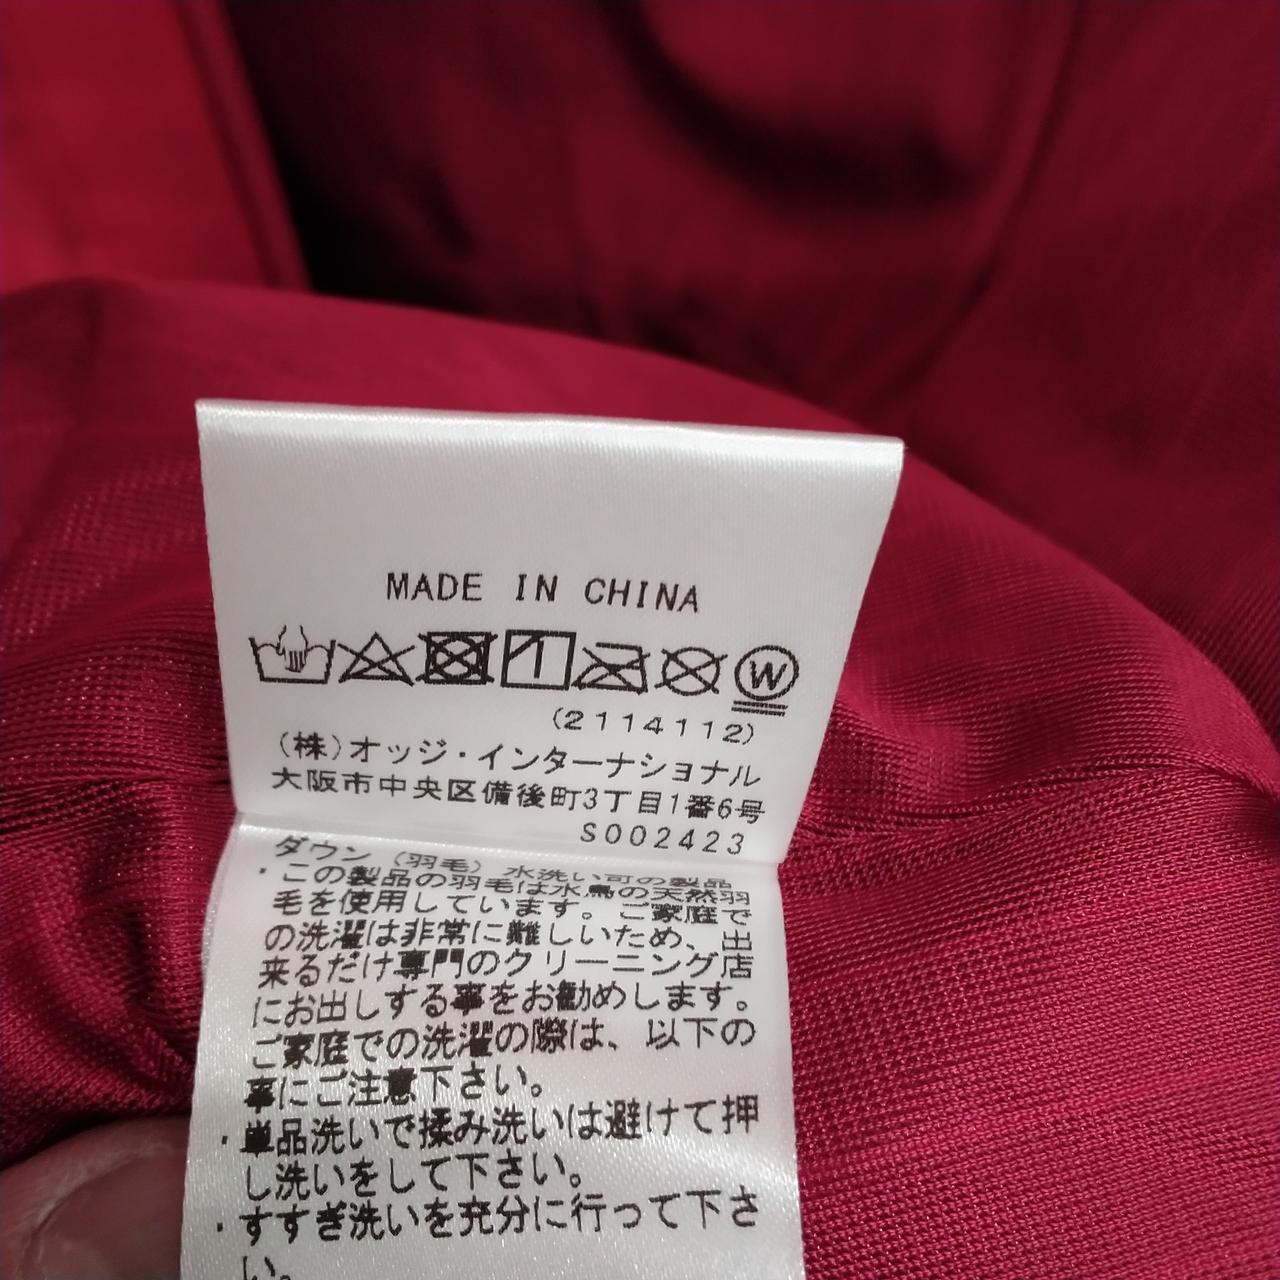 MADE IN CHINA
W
(2114112)
(株)オッジ・インターナショナル
大阪市中央区備後町3丁目1番6号
S002423
ダウン (羽毛) 水洗い可の製品
・この製品の羽毛は水鳥の天然羽
毛を使用しています。ご家庭で
の洗濯は非常に難しいため、出
来るだけ専門のクリーニング店
にお出しする事をお勧めします。
ご家庭での洗濯の際は、以下の
事にご注意下さい。
・単品洗いで揉み洗いは避けて押
し洗いをして下さい。
・すすぎ洗いを充分に行って下さ
い。